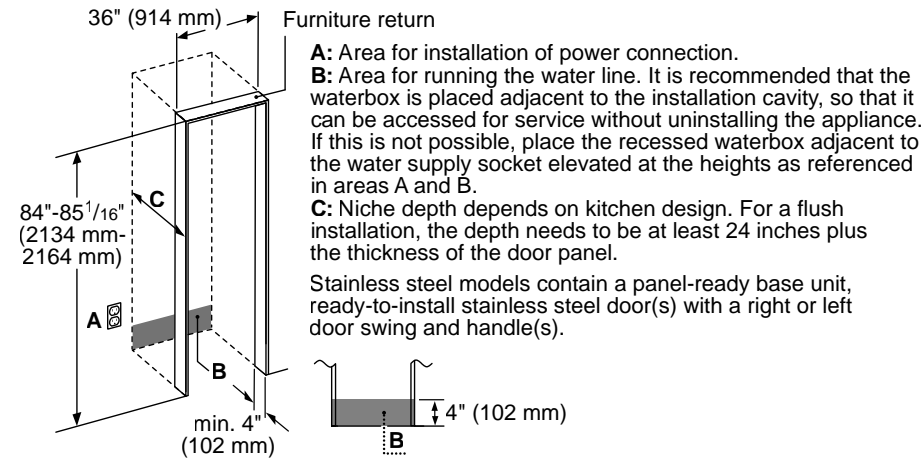 36" (914 mm)
Furniture return
A: Area for installation of power connection.
B: Area for running the water line. It is recommended that the
waterbox is placed adjacent to the installation cavity, so that it
can be accessed for service without uninstalling the appliance.
If this is not possible, place the recessed waterbox adjacent to
the water supply socket elevated at the heights as referenced
in areas A and B.
C: Niche depth depends on kitchen design. For a flush
installation, the depth needs to be at least 24 inches plus
the thickness of the door panel.
Stainless steel models contain a panel-ready base unit,
ready-to-install stainless steel door(s) with a right or left
door swing and handle(s).
C
84"-85 1/16"
(2134 mm-
2164 mm)
A
B
min. 4"
(102 mm)
4" (102 mm)
B